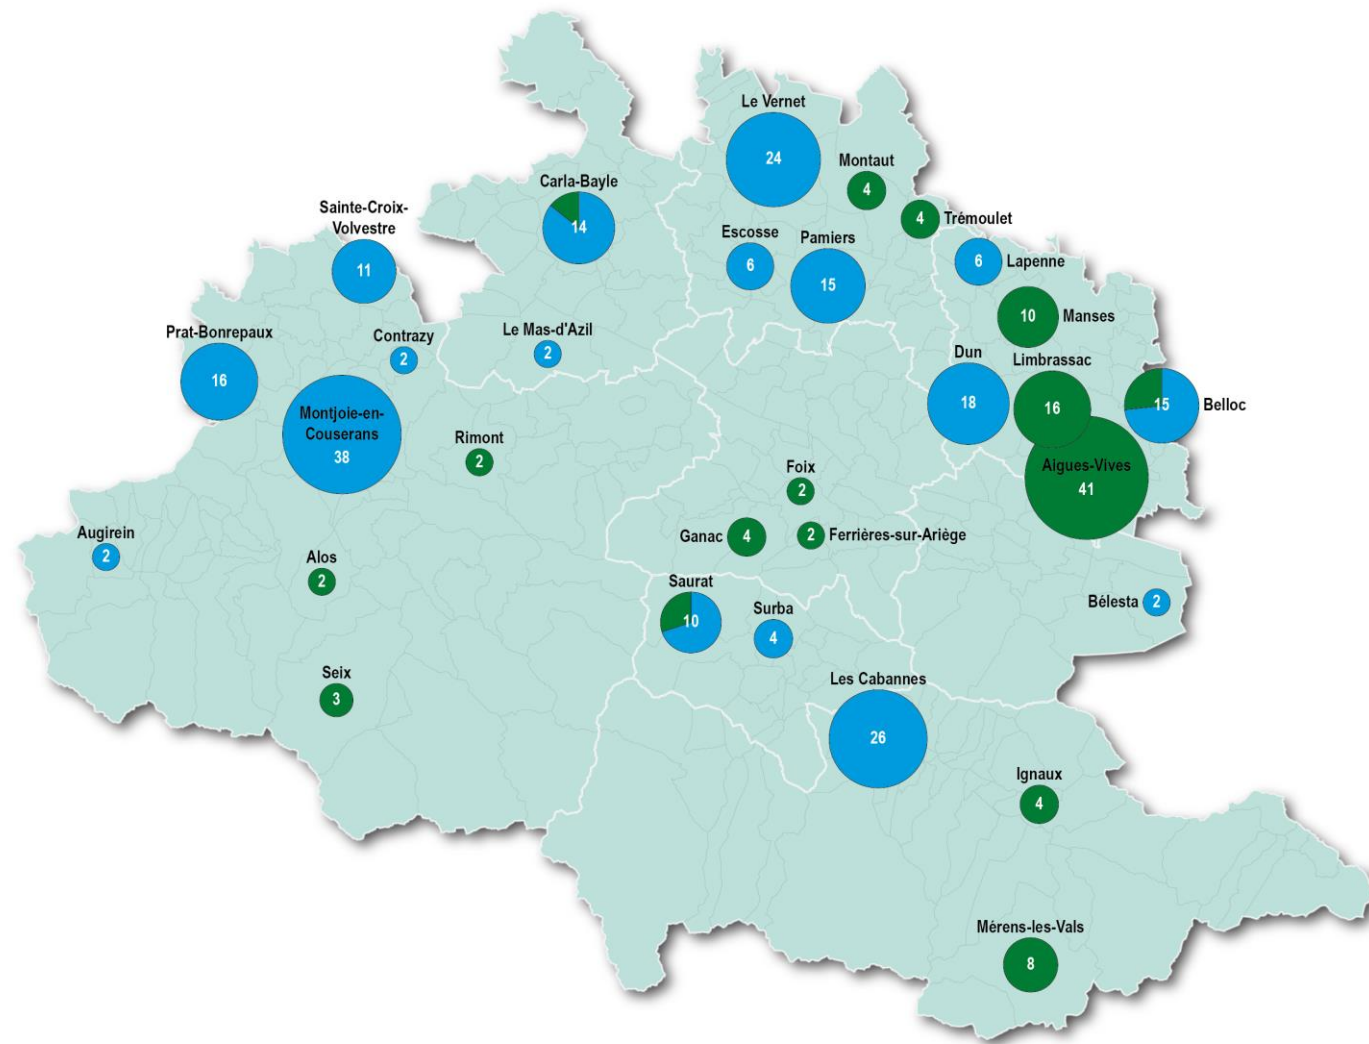 Le Vernet
24
Montaut
4
4
Trémoulet
Carla-Bayle
14
Sainte-Croix-
Volvestre
11
Escosse
6
Pamiers
15
6
Lapenne
10
Manses
Prat-Bonrepaux
16
Contrazy
2
Le Mas-d'Azil
2
Dun
18
Limbrassac
16
15
Belloc
Montjoie-en-
Couserans
38
Rimont
2
Aigues-Vives
41
Foix
2
Ganac
4
2
Ferrières-sur-Ariège
Augirein
2
Alos
2
Saurat
10
Surba
4
Bélesta
2
Seix
3
Les Cabannes
26
Ignaux
4
Mérens-les-Vals
8